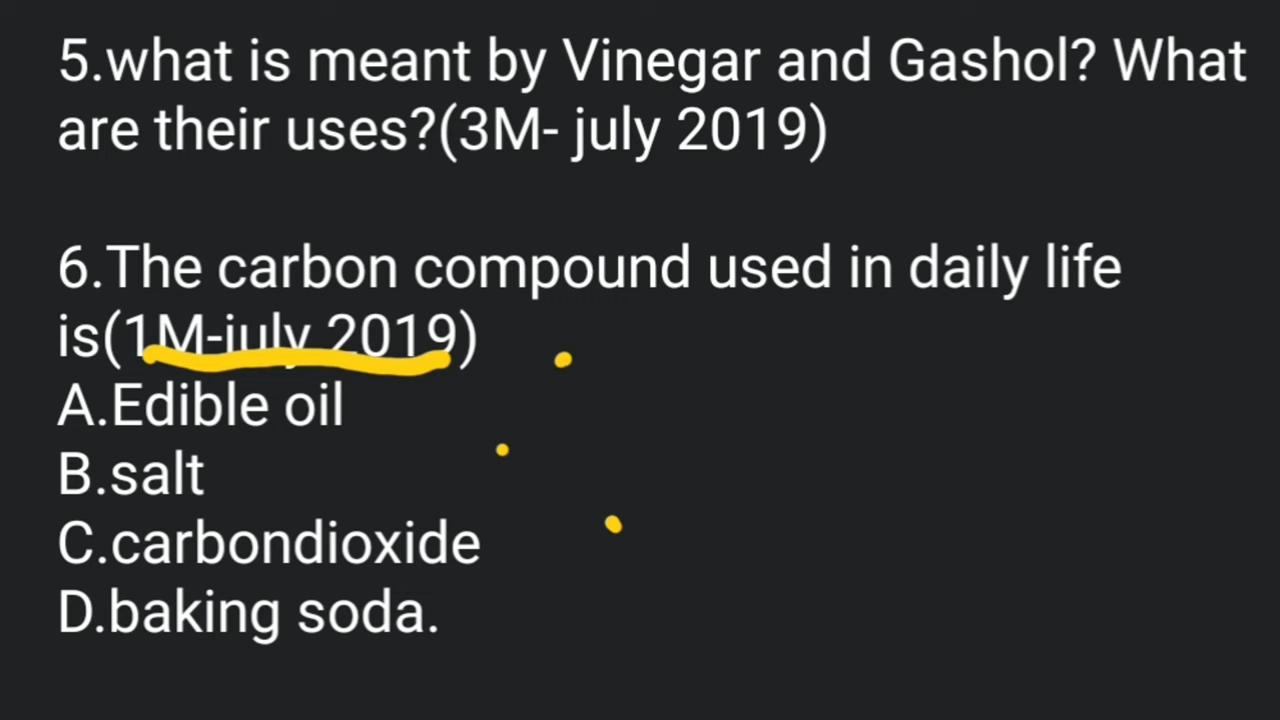 5.what is meant by Vinegar and Gashol? What
are their uses?(3M- july 2019)
6.The carbon compound used in daily life
is(1M-july 2019)
A.Edible oil
B.salt
C.carbondioxide
D.baking soda.